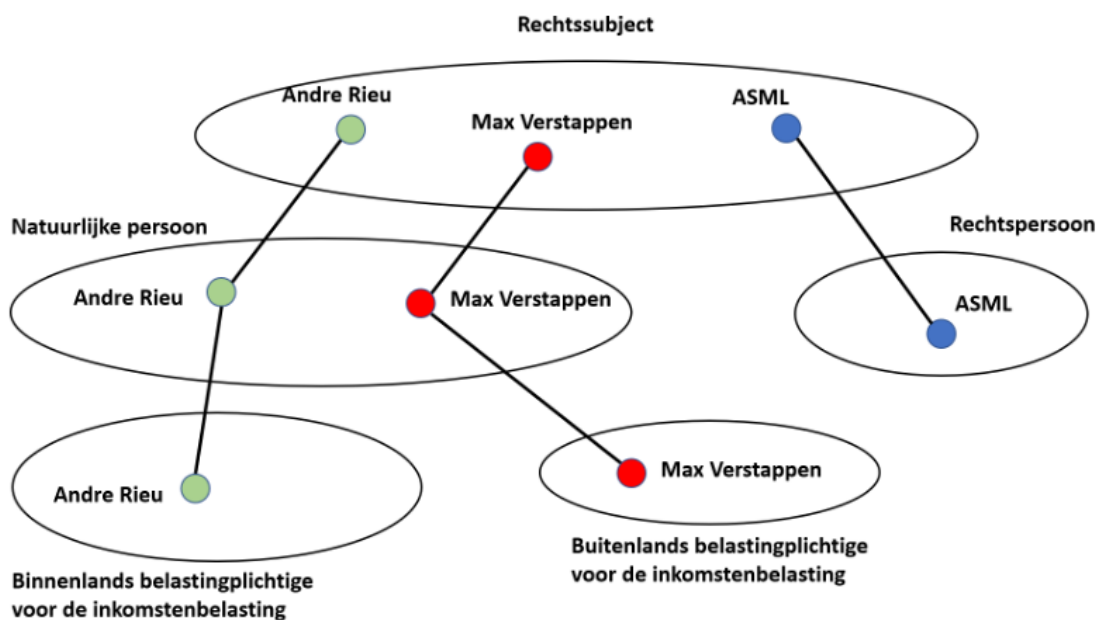 Rechtssubject
Andre Rieu
Max Verstappen
ASML
Natuurlijke persoon
Rechtspersoon
Andre Rieu
Max Verstappen
ASML
Andre Rieu
Max Verstappen
Buitenlands belastingplichtige
voor de inkomstenbelasting
Binnenlands belastingplichtige
voor de inkomstenbelasting